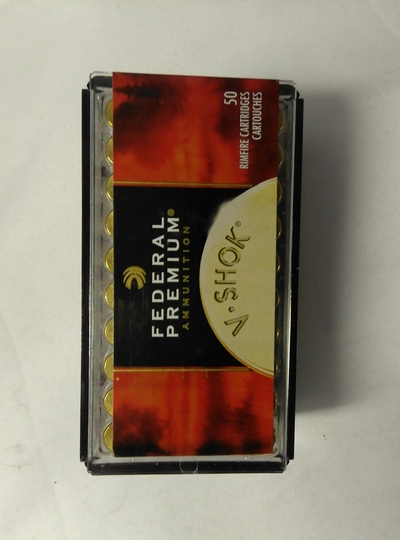 50
RIMFIRE CARTRIDGES
CARTOUCHES
FEDERAL
PREMIUM®
AMMUNITION
V·SHOK®